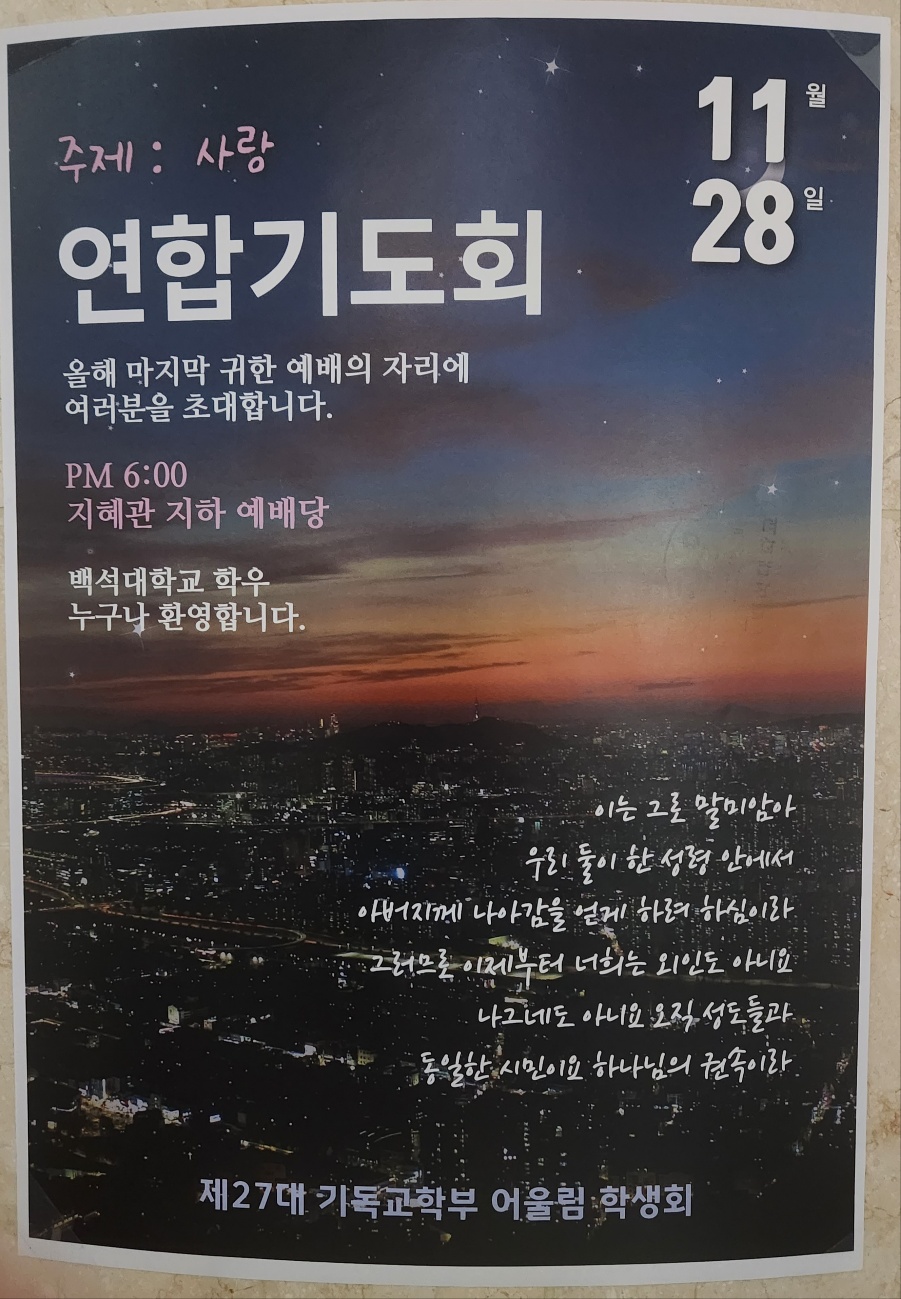 주제 : 사랑
11월
28일
연합기도회
올해 마지막 귀한 예배의 자리에
여러분을 초대합니다.
PM 6:00
지혜관 지하 예배당
백석대학교 학우
누구나 환영합니다.
이는 그로 말미암아
우리 둘이 한 성령 안에서
아버지께 나아감을 얻게 하려 하심이라
그러므로 이제부터 너희는 외인도 아니요
나그네도 아니요 오직 성도들과
동일한 시민이요 하나님의 권속이라
제27대 기독교학부 어울림 학생회